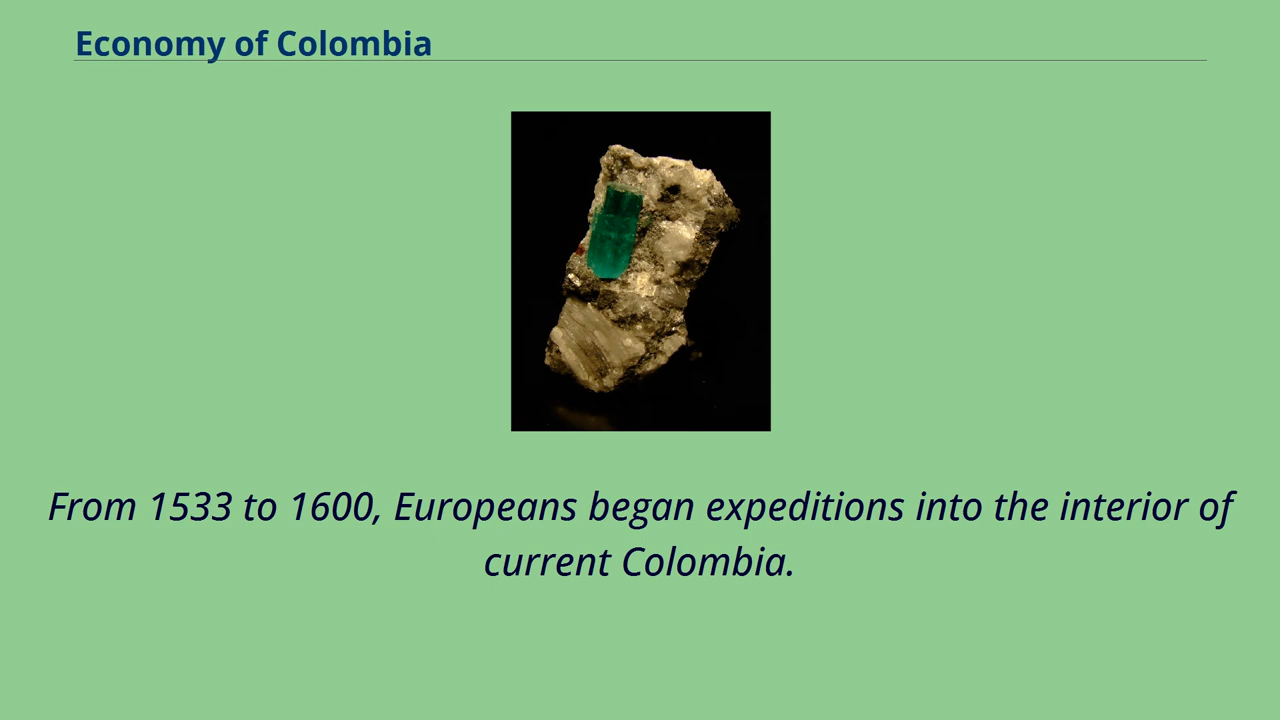 Economy of Colombia
From 1533 to 1600, Europeans began expeditions into the interior of
current Colombia.